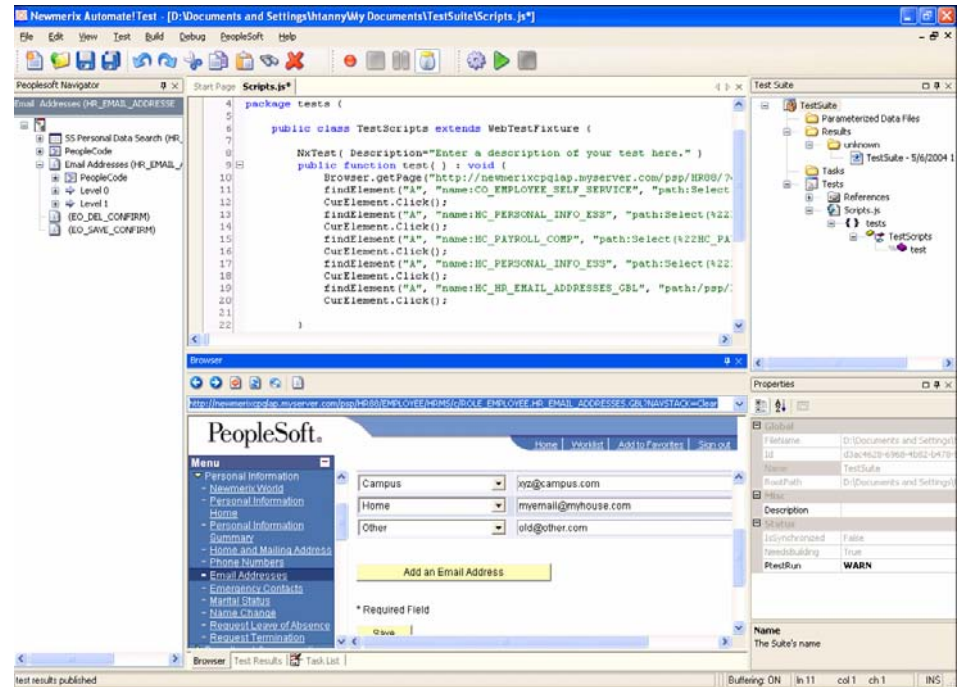 Newmerix Automate!Test - [D:\Documents and Settings\htanny\My Documents\TestSuite\Scripts.js*]
File Edit View Test Build Debug PeopleSoft Help
Peoplesoft Navigator
Email Addresses (HR_EMAIL_ADDRESSE
SS Personal Data Search (HR_
PeopleCode
Email Addresses (HR_EMAIL_
PeopleCode
Level 0
Level 1
(EO_DEL_CONFIRM)
(EO_SAVE_CONFIRM)
Start Page Scripts.js*
4 package tests {
5
6 public class TestScripts extends WebTestFixture {
7
8 NxTest( Description="Enter a description of your test here." )
9 public function test( ) : void {
10 Browser.getPage("http://newmerixcpqlap.myserver.com/psp/HR88/?
11 findElement("A", "name:CO_EMPLOYEE_SELF_SERVICE", "path:Select
12 CurElement.Click();
13 findElement("A", "name:HC_PERSONAL_INFO_ESS", "path:Select(%22
14 CurElement.Click();
15 findElement("A", "name:HC_PAYROLL_COMP", "path:Select(%22HC_PA
16 CurElement.Click();
17 findElement("A", "name:HC_PERSONAL_INFO_ESS", "path:Select(%22
18 CurElement.Click();
19 findElement("A", "name:HC_HR_EMAIL_ADDRESSES_GBL", "path:/psp/
20 CurElement.Click();
21
22 }
Browser
http://newmerixcpqlap.myserver.com/psp/HR88/EMPLOYEE/HRMS/c/ROLE_EMPLOYEE.HR_EMAIL_ADDRESSES.GBL?NAVSTACK=Clear
PeopleSoft.
Home Worklist Add to Favorites Sign out
Menu
Personal Information
- Newmerix World
- Personal Information Home
- Personal Information Summary
- Home and Mailing Address
- Phone Numbers
- Email Addresses
- Emergency Contacts
- Marital Status
- Name Change
- Request Leave of Absence
- Request Termination
Campus xyz@campus.com
Home myemail@myhouse.com
Other old@other.com
Add an Email Address
* Required Field
Save
Browser Test Results Task List
Test Suite
TestSuite
Parameterized Data Files
Results
unknown
TestSuite - 5/6/2004 1
Tasks
Tests
References
Scripts.js
{} tests
TestScripts
test
Properties
Global
FileName D:\Documents and Settings\
Id d3ac4628-6968-4b82-b478-
Name TestSuite
RootPath D:\Documents and Settings\
Misc
Description
Status
IsSynchronized False
NeedsBuilding True
PtestRun WARN
Name
The Suite's name
test results published
Buffering: ON ln 11 col 1 ch 1 INS